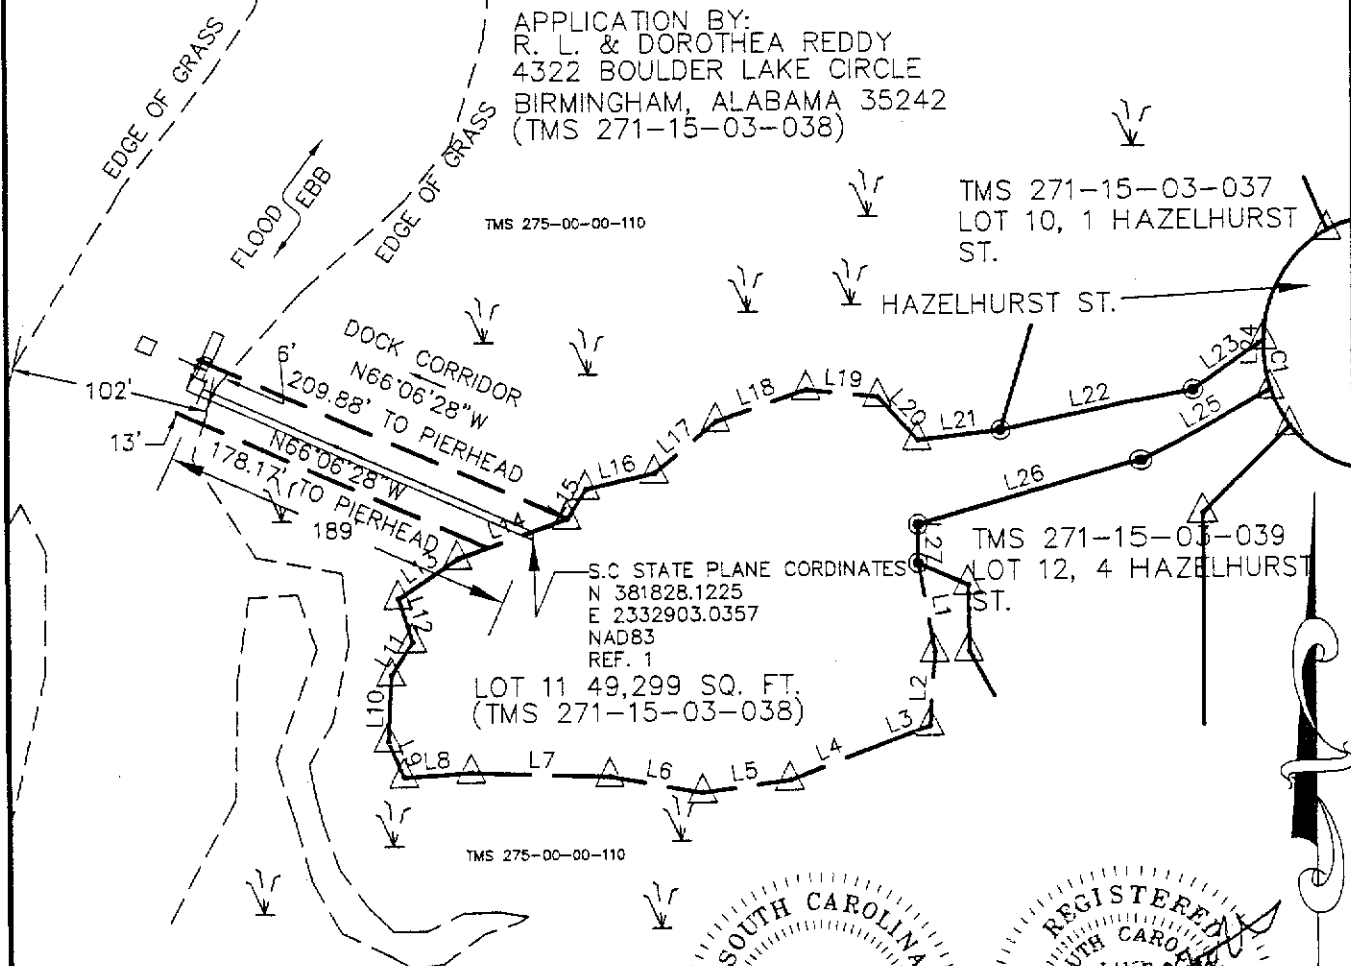 APPLICATION BY:
R. L. & DOROTHEA REDDY
4322 BOULDER LAKE CIRCLE
BIRMINGHAM, ALABAMA 35242
(TMS 271-15-03-038)
EDGE OF GRASS
EDGE OF GRASS
FLOOD
EBB
TMS 275-00-00-110
TMS 271-15-03-037
LOT 10, 1 HAZELHURST
ST.
HAZELHURST ST.
DOCK CORRIDOR
N66°06'28"W
6'
209.88' TO PIERHEAD
102'
13'
N66°06'28"W
178.17' TO PIERHEAD
189'
L15
L16
L17
L18
L19
L20
L21
L22
L23
L24
C1
L25
L26
L27
L14
L13
L12
L11
L10
L9
L8
L7
L6
L5
L4
L3
L2
L1
TMS 271-15-03-039
LOT 12, 4 HAZELHURST
ST.
S.C STATE PLANE CORDINATES
N 381828.1225
E 2332903.0357
NAD83
REF. 1
LOT 11 49,299 SQ. FT.
(TMS 271-15-03-038)
TMS 275-00-00-110
SOUTH CAROLINA
REGISTERED